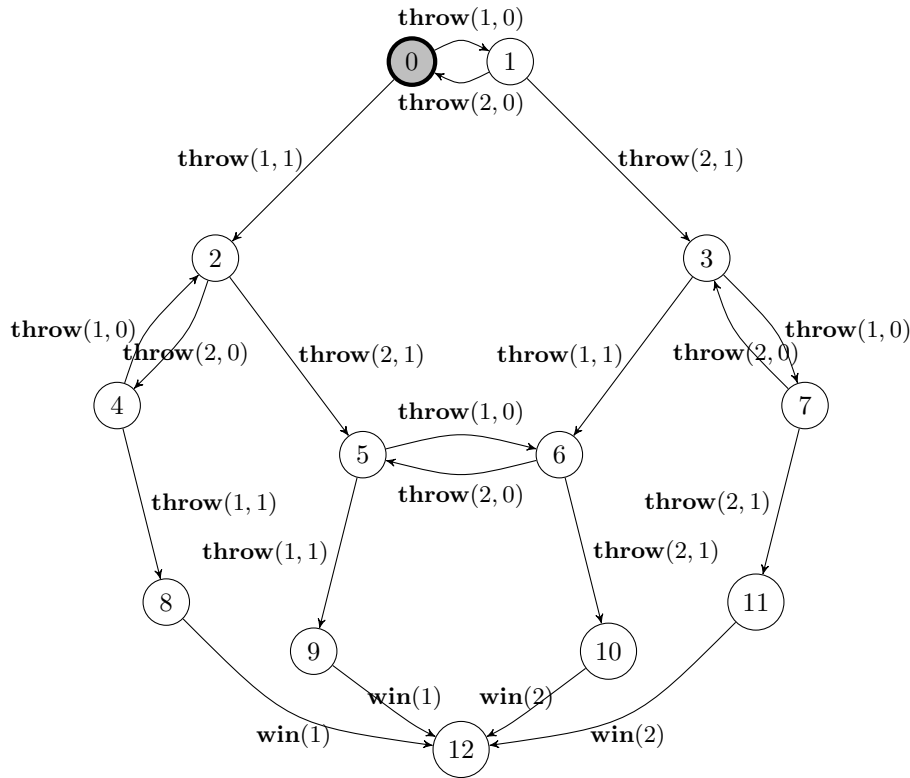 throw(1, 0)
0
1
throw(2, 0)
throw(1, 1)
throw(2, 1)
2
3
throw(1, 0)
throw(2, 0)
throw(2, 1)
throw(1, 1)
throw(2, 0)
throw(1, 0)
4
7
throw(1, 0)
5
6
throw(2, 0)
throw(1, 1)
throw(2, 1)
throw(1, 1)
throw(2, 1)
8
11
9
10
win(1)
win(2)
win(1)
win(2)
12